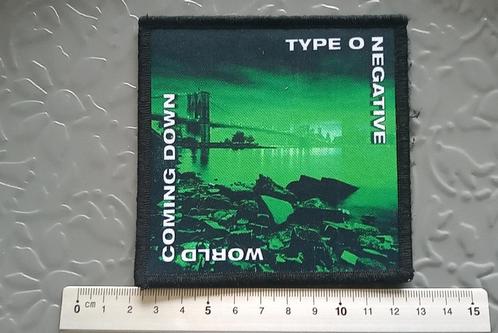 TYPE O
NEGATIVE
WORLD
COMING DOWN
0 cm 1 2 3 4 5 6 7 8 9 10 11 12 13 14 15